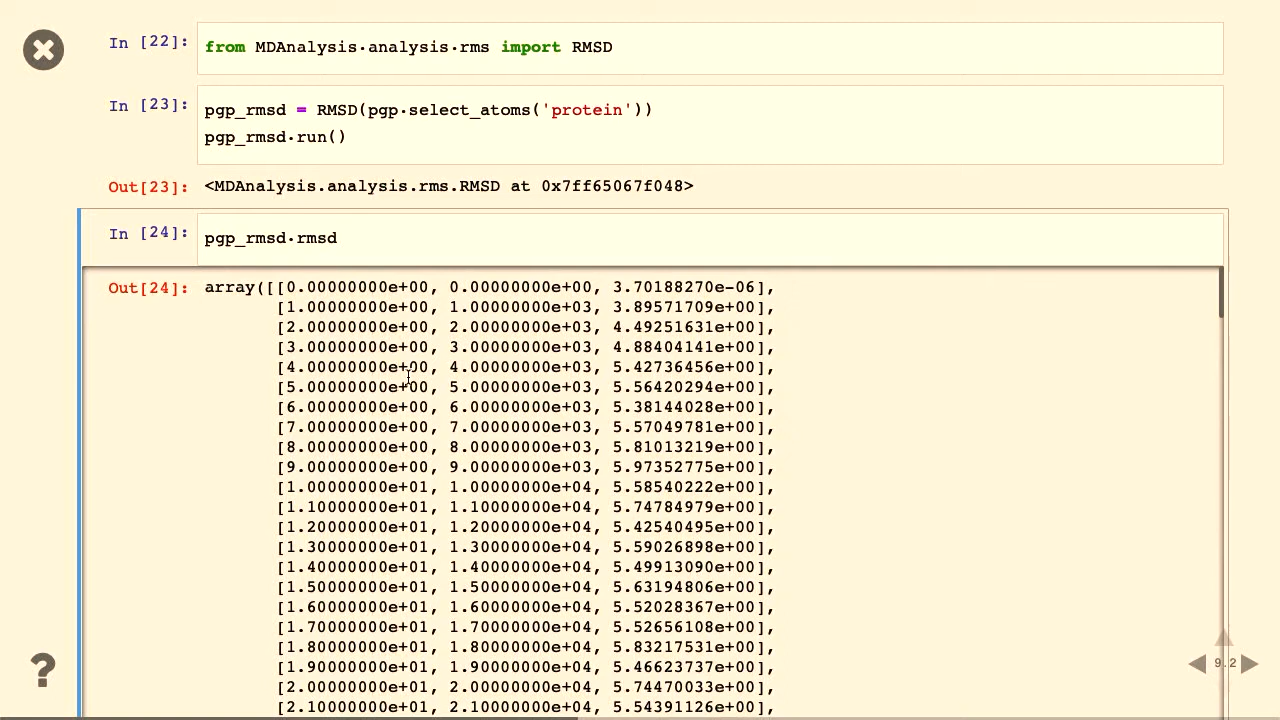 In [22]: from MDAnalysis.analysis.rms import RMSD
In [23]: pgp_rmsd = RMSD(pgp.select_atoms('protein'))
pgp_rmsd.run()
Out[23]: <MDAnalysis.analysis.rms.RMSD at 0x7ff65067f048>
In [24]: pgp_rmsd.rmsd
Out[24]: array([[0.00000000e+00, 0.00000000e+00, 3.70188270e-06],
[1.00000000e+00, 1.00000000e+03, 3.89571709e+00],
[2.00000000e+00, 2.00000000e+03, 4.49251631e+00],
[3.00000000e+00, 3.00000000e+03, 4.88404141e+00],
[4.00000000e+00, 4.00000000e+03, 5.42736456e+00],
[5.00000000e+00, 5.00000000e+03, 5.56420294e+00],
[6.00000000e+00, 6.00000000e+03, 5.38144028e+00],
[7.00000000e+00, 7.00000000e+03, 5.57049781e+00],
[8.00000000e+00, 8.00000000e+03, 5.81013219e+00],
[9.00000000e+00, 9.00000000e+03, 5.97352775e+00],
[1.00000000e+01, 1.00000000e+04, 5.58540222e+00],
[1.10000000e+01, 1.10000000e+04, 5.74784979e+00],
[1.20000000e+01, 1.20000000e+04, 5.42540495e+00],
[1.30000000e+01, 1.30000000e+04, 5.59026898e+00],
[1.40000000e+01, 1.40000000e+04, 5.49913090e+00],
[1.50000000e+01, 1.50000000e+04, 5.63194806e+00],
[1.60000000e+01, 1.60000000e+04, 5.52028367e+00],
[1.70000000e+01, 1.70000000e+04, 5.52656108e+00],
[1.80000000e+01, 1.80000000e+04, 5.83217531e+00],
[1.90000000e+01, 1.90000000e+04, 5.46623737e+00],
[2.00000000e+01, 2.00000000e+04, 5.74470033e+00],
[2.10000000e+01, 2.10000000e+04, 5.54391126e+00],
?
9.2